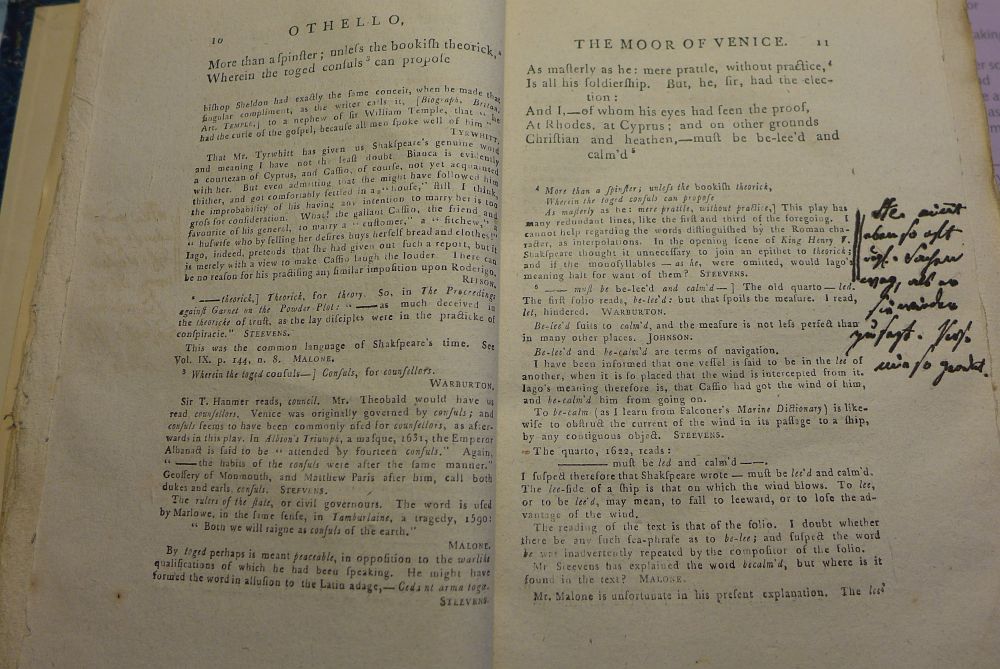 10 OTHELLO,
More than a ſpinſter; unleſs the bookiſh theorick,²
Wherein the toged conſuls³ can propoſe
biſhop Sheldon had exactly the ſame conceit, when he made that
ſingular compliment, as the writer calls it, [Biograph. Britan.
Art. TEMPLE,] to a nephew of Sir William Temple, that "he
had the curſe of the goſpel, becauſe all men ſpoke well of him."
TYRWHITT.
That Mr. Tyrwhitt has given us Shakſpeare's genuine word
and meaning I have not the leaſt doubt. Bianca is evidently
a courtezan of Cyprus, and Caſſio, of courſe, not yet acquainted
with her. But even admitting that ſhe might have followed him
thither, and got comfortably ſettled in a "houſe," ſtill I think,
the improbability of his having any intention to marry her is too
groſs for conſideration. What! the gallant Caſſio, the friend and
favourite of his general, to marry a "cuſtomer," a "fitchew," a
"huſwife who by ſelling her deſires buys herſelf bread and clothes!"
Iago, indeed, pretends that ſhe had given out ſuch a report, but it
is merely with a view to make Caſſio laugh the louder. There can
be no reaſon for his practiſing any ſimilar impoſition upon Roderigo.
RITSON.
² —— theorick,] Theorick, for theory. So, in The Proceedings
againſt Garnet on the Powder Plot: "—— as much deceived in
the theoricke of truſt, as the lay diſciples were in the practicke of
conſpiracie." STEEVENS.
This was the common language of Shakſpeare's time. See
Vol. IX. p. 144, n. 8. MALONE.
³ Wherein the toged conſuls—] Conſuls, for counſellors.
WARBURTON.
Sir T. Hanmer reads, council. Mr. Theobald would have us
read counſellors. Venice was originally governed by conſuls; and
conſuls ſeems to have been commonly uſed for counſellors, as after-
wards in this play. In Albion's Triumph, a maſque, 1631, the Emperor
Albanact is ſaid to be "attended by fourteen conſuls." Again,
"—— the habits of the conſuls were after the ſame manner."
Geoffery of Monmouth, and Matthew Paris after him, call both
dukes and earls, conſuls. STEEVENS.
The rulers of the ſtate, or civil governours. The word is uſed
by Marlowe, in the ſame ſenſe, in Tamburlaine, a tragedy, 1590:
"Both we will raigne as conſuls of the earth."
MALONE.
By toged perhaps is meant peaceable, in oppoſition to the warlike
qualifications of which he had been ſpeaking. He might have
formed the word in alluſion to the Latin adage,—Cedant arma togæ.
STEEVENS.
THE MOOR OF VENICE. 11
As maſterly as he: mere prattle, without practice,⁴
Is all his ſoldierſhip. But, he, ſir, had the elec-
tion:
And I,—of whom his eyes had ſeen the proof,
At Rhodes, at Cyprus; and on other grounds
Chriſtian and heathen,—muſt be be-lee'd and
calm'd⁵
⁴ More than a ſpinſter; unleſs the bookiſh theorick,
Wherein the toged conſuls can propoſe
As maſterly as he: mere prattle, without practice,] This play has
many redundant lines, like the firſt and third of the foregoing. I
cannot help regarding the words diſtinguiſhed by the Roman cha-
racter, as interpolations. In the opening ſcene of King Henry V.
Shakſpeare thought it unneceſſary to join an epithet to theorick;
and if the monoſyllables—as he, were omitted, would Iago's
meaning halt for want of them? STEEVENS.
⁵ —— muſt be be-lee'd and calm'd—] The old quarto—led.
The firſt folio reads, be-lee'd: but that ſpoils the meaſure. I read,
let, hindered. WARBURTON.
Be-lee'd ſuits to calm'd, and the meaſure is not leſs perfect than
in many other places. JOHNSON.
Be-lee'd and be-calm'd are terms of navigation.
I have been informed that one veſſel is ſaid to be in the lee of
another, when it is ſo placed that the wind is intercepted from it.
Iago's meaning therefore is, that Caſſio had got the wind of him,
and be-calm'd him from going on.
To be-calm (as I learn from Falconer's Marine Dictionary) is like-
wiſe to obſtruct the current of the wind in its paſſage to a ſhip,
by any contiguous object. STEEVENS.
The quarto, 1622, reads:
———— muſt be led and calm'd ——.
I ſuſpect therefore that Shakſpeare wrote—muſt be lee'd and calm'd.
The lee-ſide of a ſhip is that on which the wind blows. To lee,
or to be lee'd, may mean, to fall to leeward, or to loſe the ad-
vantage of the wind.
The reading of the text is that of the folio. I doubt whether
there be any ſuch ſea-phraſe as to be-lee; and ſuſpect the word
be was inadvertently repeated by the compoſitor of the folio.
Mr Steevens has explained the word becalm'd, but where is it
found in the text? MALONE.
Mr. Malone is unfortunate in his preſent explanation. The lee